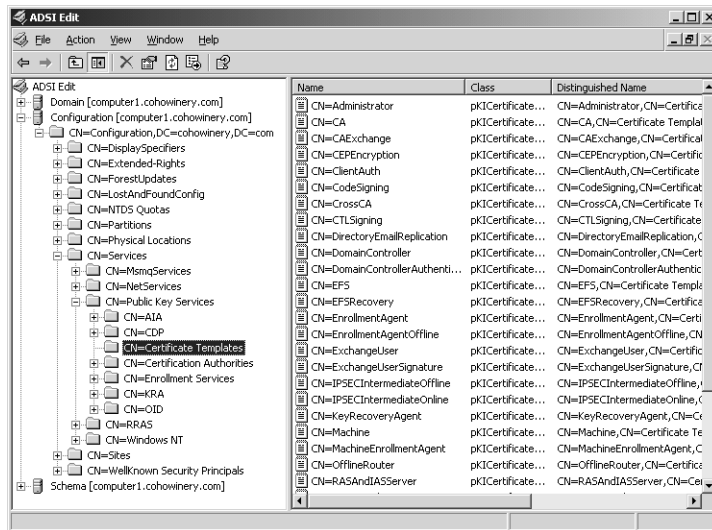 ADSI Edit
File Action View Window Help
ADSI Edit
Domain [computer1.cohowinery.com]
Configuration [computer1.cohowinery.com]
CN=Configuration,DC=cohowinery,DC=com
CN=DisplaySpecifiers
CN=Extended-Rights
CN=ForestUpdates
CN=LostAndFoundConfig
CN=NTDS Quotas
CN=Partitions
CN=Physical Locations
CN=Services
CN=MsmqServices
CN=NetServices
CN=Public Key Services
CN=AIA
CN=CDP
CN=Certificate Templates
CN=Certification Authorities
CN=Enrollment Services
CN=KRA
CN=OID
CN=RRAS
CN=Windows NT
CN=Sites
CN=WellKnown Security Principals
Schema [computer1.cohowinery.com]
Name Class Distinguished Name
CN=Administrator pKICertificate... CN=Administrator,CN=Certifica
CN=CA pKICertificate... CN=CA,CN=Certificate Templa
CN=CAExchange pKICertificate... CN=CAExchange,CN=Certifica
CN=CEPEncryption pKICertificate... CN=CEPEncryption,CN=Certific
CN=ClientAuth pKICertificate... CN=ClientAuth,CN=Certificate
CN=CodeSigning pKICertificate... CN=CodeSigning,CN=Certificat
CN=CrossCA pKICertificate... CN=CrossCA,CN=Certificate Te
CN=CTLSigning pKICertificate... CN=CTLSigning,CN=Certificate
CN=DirectoryEmailReplication pKICertificate... CN=DirectoryEmailReplication,C
CN=DomainController pKICertificate... CN=DomainController,CN=Cert
CN=DomainControllerAuthenti... pKICertificate... CN=DomainControllerAuthentic
CN=EFS pKICertificate... CN=EFS,CN=Certificate Templa
CN=EFSRecovery pKICertificate... CN=EFSRecovery,CN=Certifica
CN=EnrollmentAgent pKICertificate... CN=EnrollmentAgent,CN=Certi
CN=EnrollmentAgentOffline pKICertificate... CN=EnrollmentAgentOffline,CN
CN=ExchangeUser pKICertificate... CN=ExchangeUser,CN=Certific
CN=ExchangeUserSignature pKICertificate... CN=ExchangeUserSignature,Cl
CN=IPSECIntermediateOffline pKICertificate... CN=IPSECIntermediateOffline,
CN=IPSECIntermediateOnline pKICertificate... CN=IPSECIntermediateOnline,
CN=KeyRecoveryAgent pKICertificate... CN=KeyRecoveryAgent,CN=Ce
CN=Machine pKICertificate... CN=Machine,CN=Certificate Te
CN=MachineEnrollmentAgent pKICertificate... CN=MachineEnrollmentAgent,C
CN=OfflineRouter pKICertificate... CN=OfflineRouter,CN=Certifica
CN=RASAndIASServer pKICertificate... CN=RASAndIASServer,CN=Cer